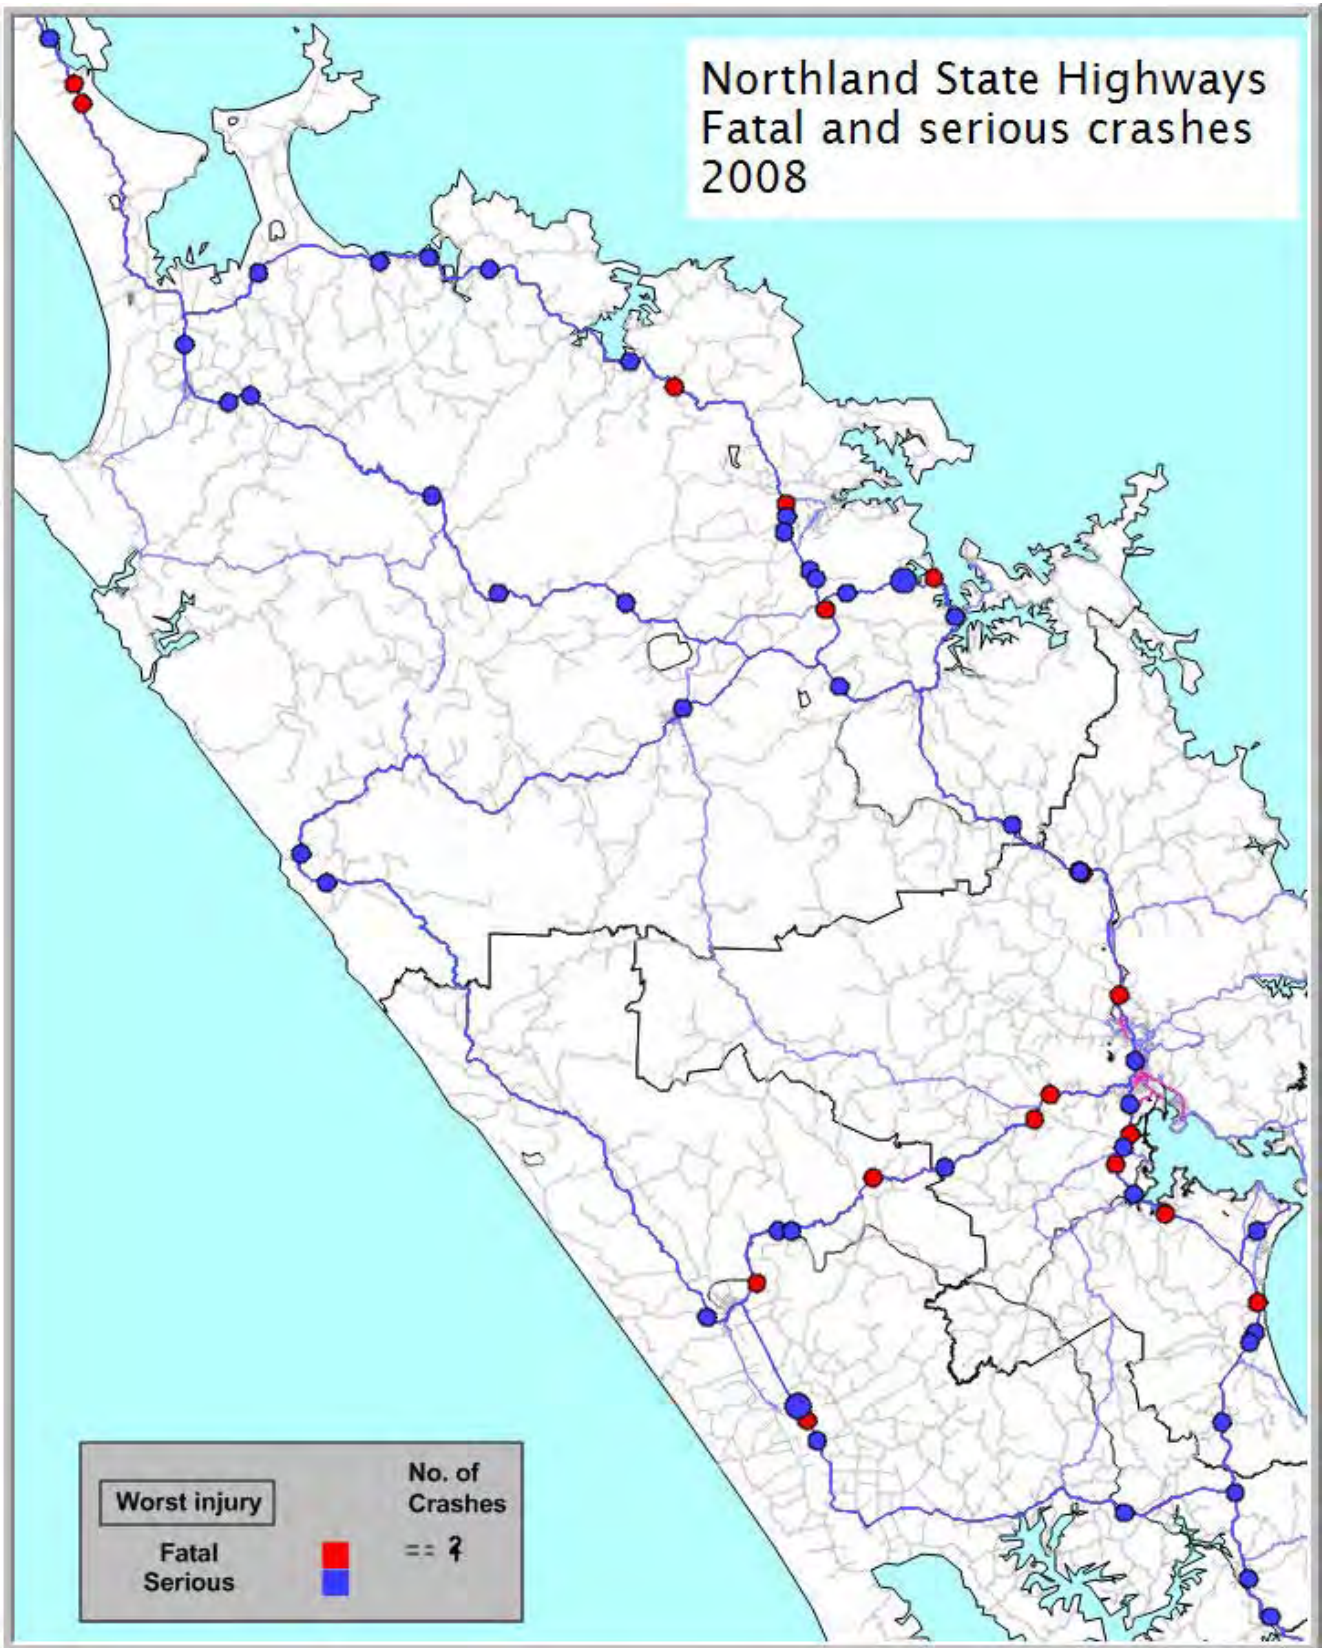 Northland State Highways
Fatal and serious crashes
2008
No. of
Crashes
Worst injury
Fatal
Serious
==